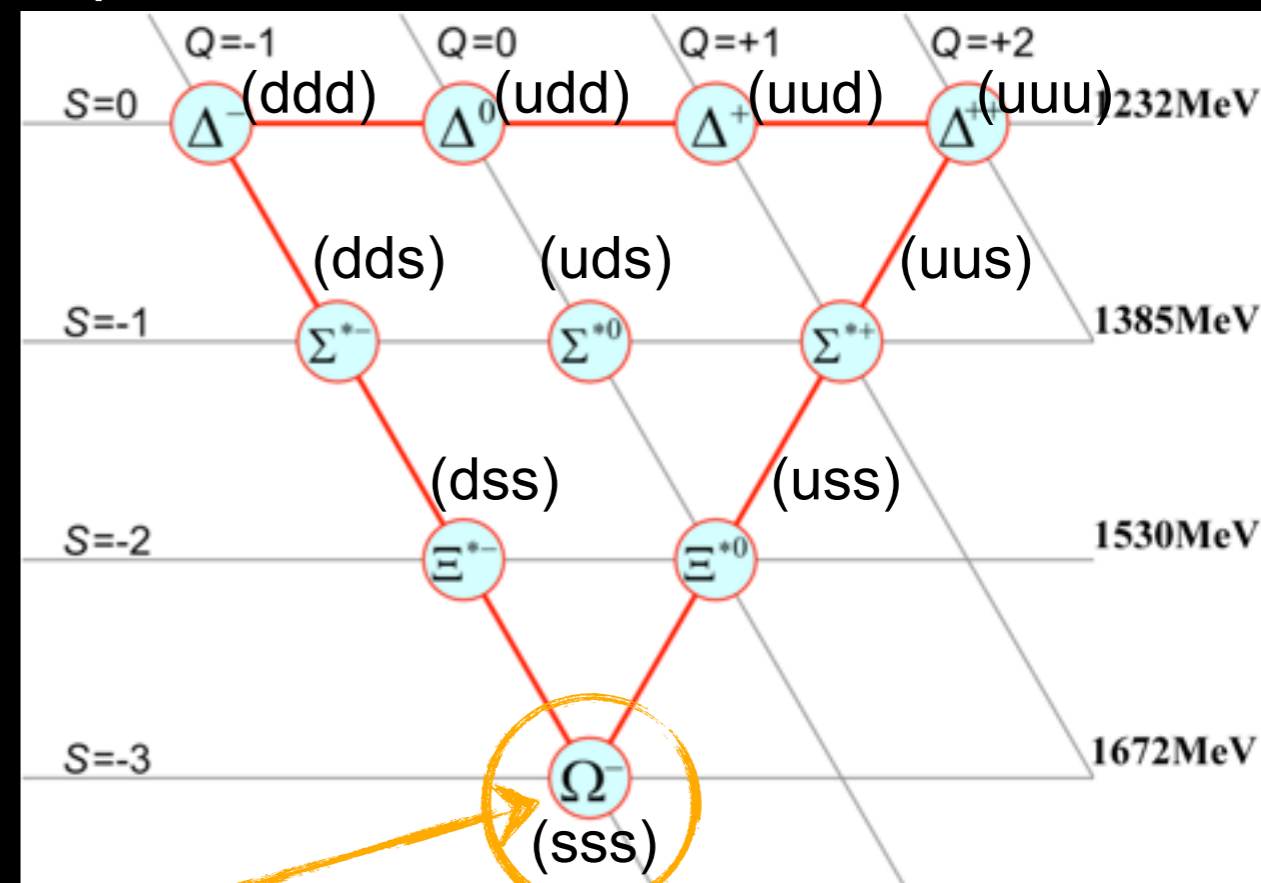 Q=-1 Q=0 Q=+1 Q=+2
S=0 Δ⁻ (ddd) Δ⁰ (udd) Δ⁺ (uud) Δ⁺⁺ (uuu) 1232MeV
(dds) (uds) (uus)
S=-1 Σ*⁻ Σ*⁰ Σ*⁺ 1385MeV
(dss) (uss)
S=-2 Ξ*⁻ Ξ*⁰ 1530MeV
S=-3 Ω⁻ 1672MeV
(sss)